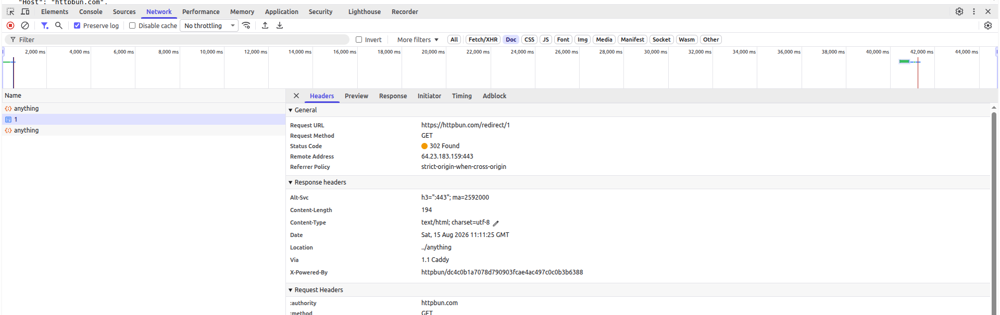 "Host": "httpbun.com",
Elements Console Sources Network Performance Memory Application Security Lighthouse Recorder
Preserve log Disable cache No throttling
Filter Invert More filters All Fetch/XHR Doc CSS JS Font Img Media Manifest Socket Wasm Other
2,000 ms 4,000 ms 6,000 ms 8,000 ms 10,000 ms 12,000 ms 14,000 ms 16,000 ms 18,000 ms 20,000 ms 22,000 ms 24,000 ms 26,000 ms 28,000 ms 30,000 ms 32,000 ms 34,000 ms 36,000 ms 38,000 ms 40,000 ms 42,000 ms 44,000 ms
Name
anything
1
anything
Headers Preview Response Initiator Timing Adblock
General
Request URL https://httpbun.com/redirect/1
Request Method GET
Status Code 302 Found
Remote Address 64.23.183.159:443
Referrer Policy strict-origin-when-cross-origin
Response headers
Alt-Svc h3=":443"; ma=2592000
Content-Length 194
Content-Type text/html; charset=utf-8
Date Sat, 15 Aug 2026 11:11:25 GMT
Location ../anything
Via 1.1 Caddy
X-Powered-By httpbun/dc4c0b1a7078d790903fcae4ac497c0c0b3b6388
Request Headers
:authority httpbun.com
:method GET